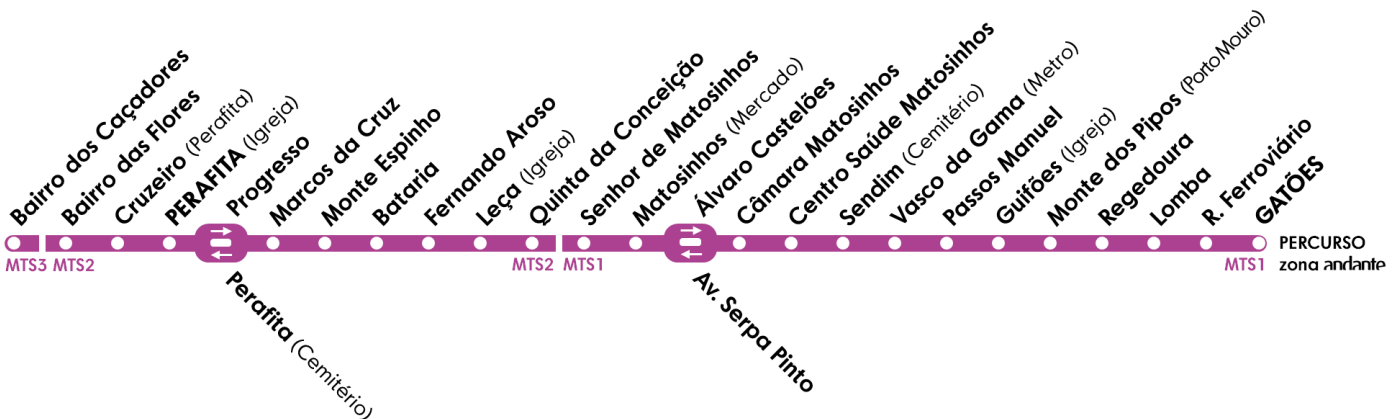 Bairro dos Caçadores
Bairro das Flores
Cruzeiro (Perafita)
PERAFITA (Igreja)
Progresso
Marcos da Cruz
Monte Espinho
Bataria
Fernando Aroso
Leça (Igreja)
Quinta da Conceição
Senhor de Matosinhos
Matosinhos (Mercado)
Álvaro Castelões
Câmara Matosinhos
Centro Saúde Matosinhos
Sendim (Cemitério)
Vasco da Gama (Metro)
Passos Manuel
Guifões (Igreja)
Monte dos Pipos (Porto Mouro)
Regedoura
Lomba
R. Ferroviário
GATÕES
PERCURSO
MTS3 MTS2 MTS2 MTS1 MTS1 zona andante
Perafita (Cemitério)
Av. Serpa Pinto